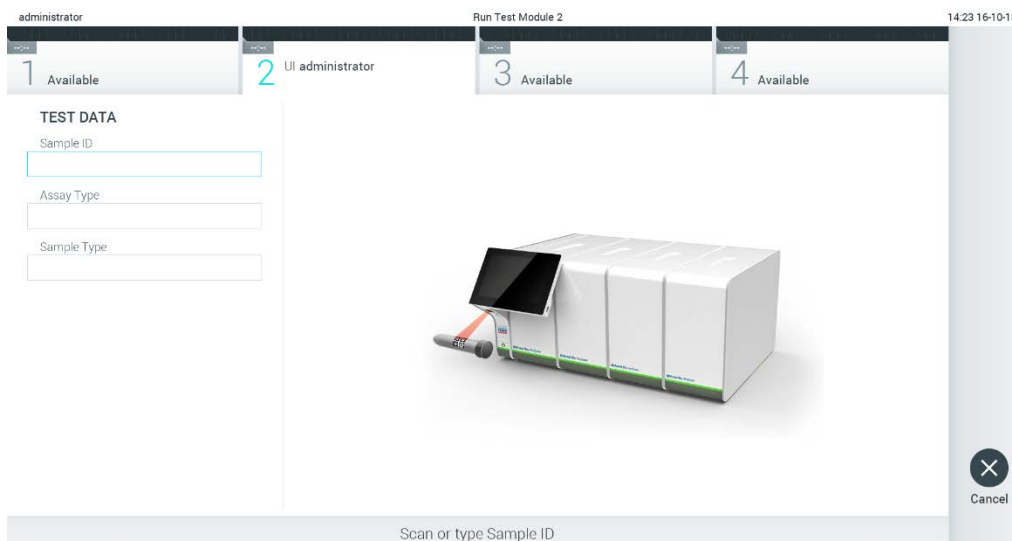 administrator
Run Test Module 2
14:23 16-10-18
--:--
--:--
--:--
--:--
1 Available
2 UI administrator
3 Available
4 Available
TEST DATA
Sample ID
Assay Type
Sample Type
Cancel
Scan or type Sample ID